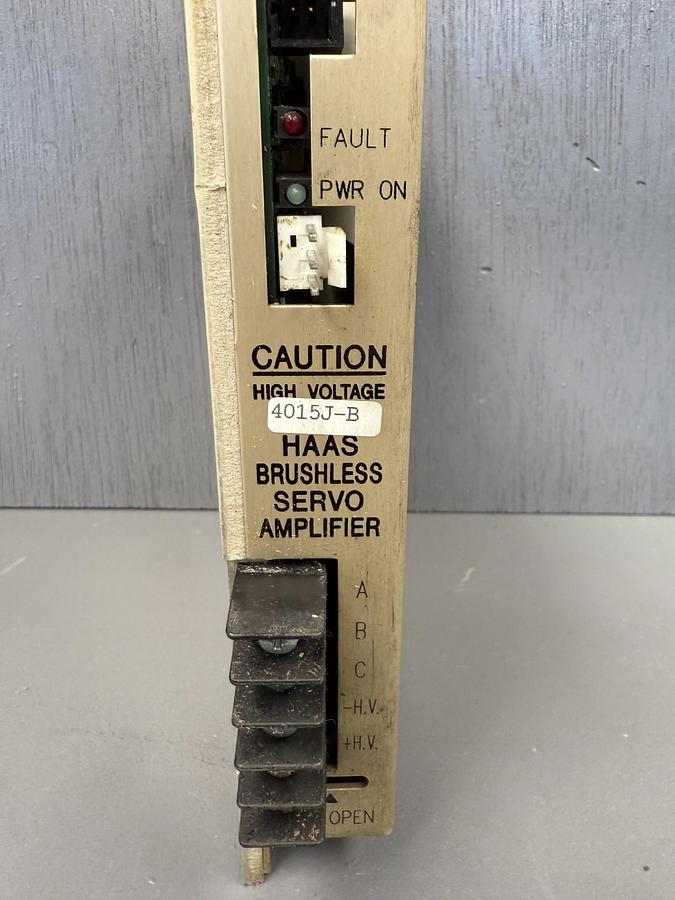 FAULT
PWR ON
CAUTION
HIGH VOLTAGE
4015J-B
HAAS
BRUSHLESS
SERVO
AMPLIFIER
A
B
C
-H.V.
+H.V.
OPEN